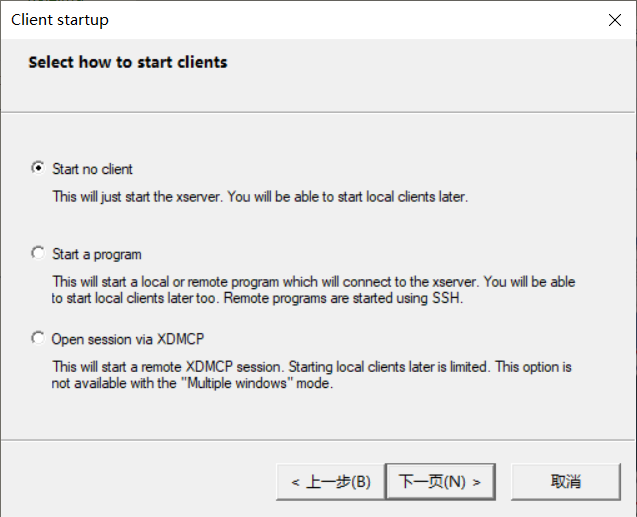 Client startup
Select how to start clients
Start no client
This will just start the xserver. You will be able to start local clients later.
Start a program
This will start a local or remote program which will connect to the xserver. You will be able
to start local clients later too. Remote programs are started using SSH.
Open session via XDMCP
This will start a remote XDMCP session. Starting local clients later is limited. This option is
not available with the "Multiple windows" mode.
< 上一步(B) 下一页(N) > 取消